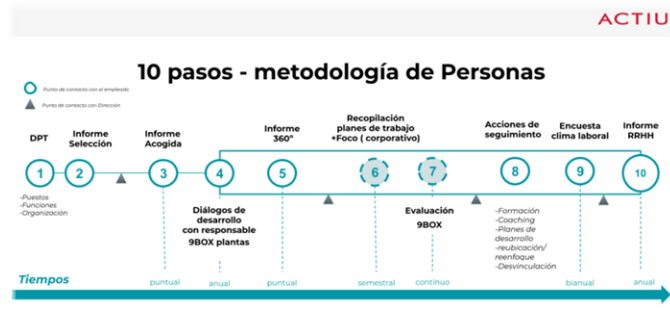 ACTIU
10 pasos - metodología de Personas
Punto de contacto con el empleado
Punto de contacto con Dirección
DPT
Informe
Selección
Informe
Acogida
Informe
360º
Recopilación
planes de trabajo
+Foco ( corporativo)
Acciones de
seguimiento
Encuesta
clima laboral
Informe
RRHH
1
2
3
4
5
6
7
8
9
10
-Puestos
-Funciones
-Organización
Diálogos de
desarrollo
con responsable
9BOX plantas
Evaluación
9BOX
-Formación
-Coaching
-Planes de
desarrollo
-reubicación/
reenfoque
-Desvinculación
Tiempos
puntual
anual
puntual
semestral
contínuo
bianual
anual